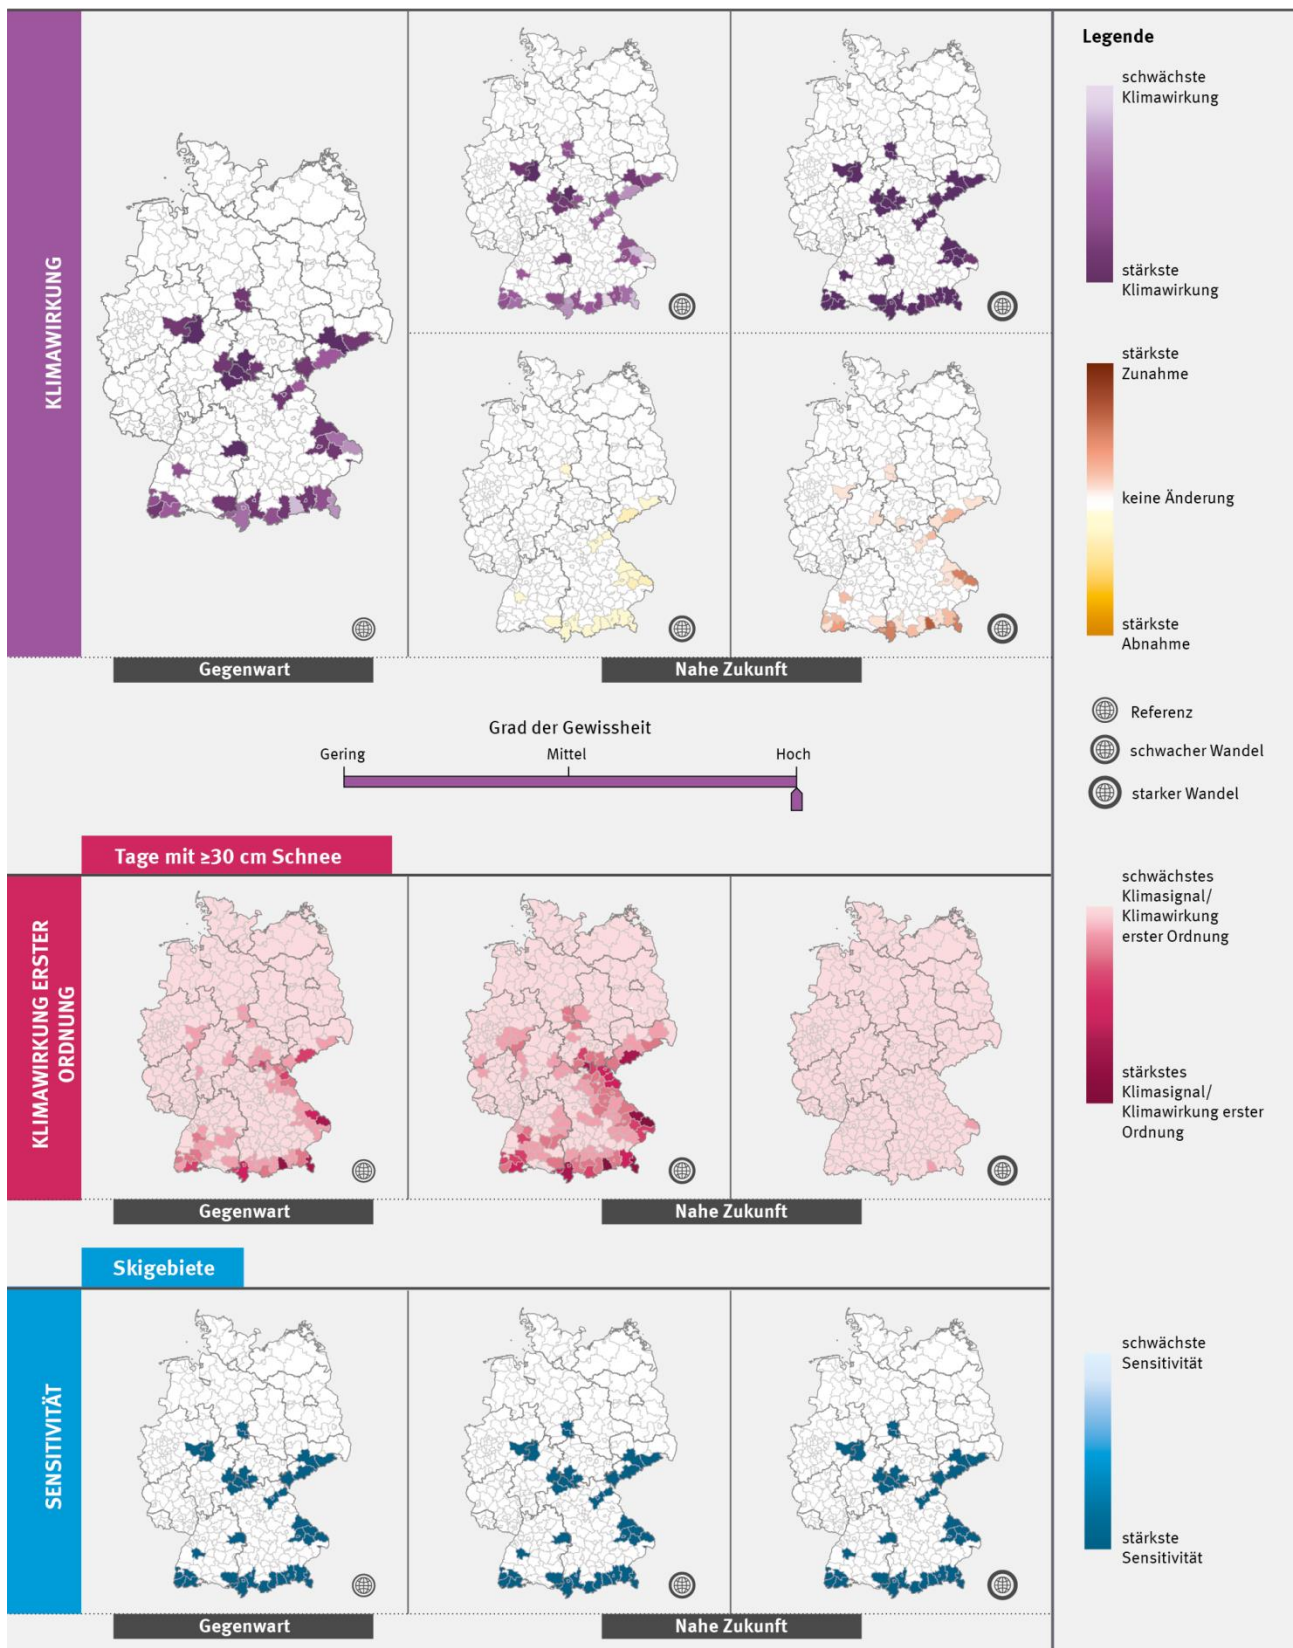 KLIMAWIRKUNG
Gegenwart
Nahe Zukunft
Grad der Gewissheit
Gering
Mittel
Hoch
Tage mit ≥30 cm Schnee
KLIMAWIRKUNG ERSTER
ORDNUNG
Gegenwart
Nahe Zukunft
Skigebiete
SENSITIVITÄT
Gegenwart
Nahe Zukunft
Legende
schwächste
Klimawirkung
stärkste
Klimawirkung
stärkste
Zunahme
keine Änderung
stärkste
Abnahme
Referenz
schwacher Wandel
starker Wandel
schwächstes
Klimasignal/
Klimawirkung
erster Ordnung
stärkstes
Klimasignal/
Klimawirkung erster
Ordnung
schwächste
Sensitivität
stärkste
Sensitivität